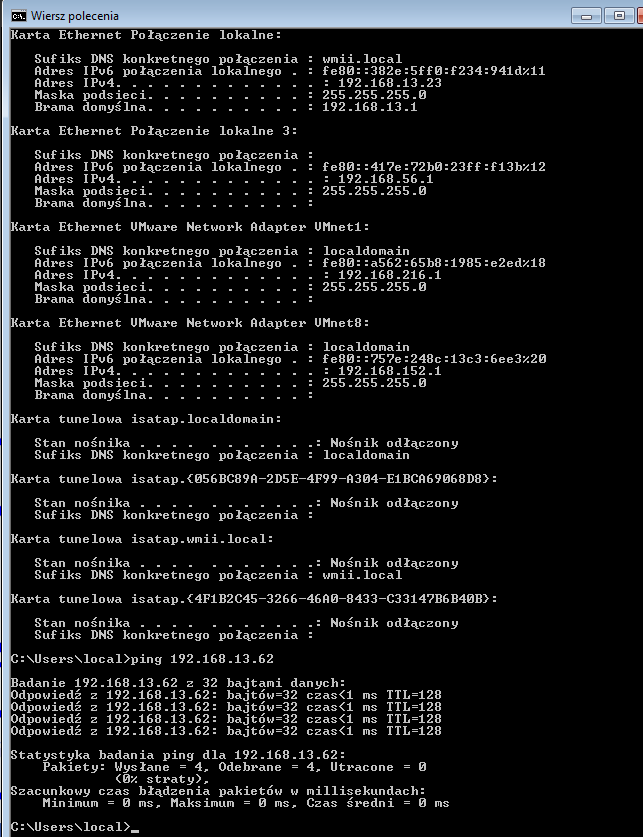 Wiersz polecenia
Karta Ethernet Połączenie lokalne:
Sufiks DNS konkretnego połączenia : wmii.local
Adres IPv6 połączenia lokalnego . : fe80::382e:5ff0:f234:941d%11
Adres IPv4. . . . . . . . . . . . . : 192.168.13.23
Maska podsieci. . . . . . . . . . : 255.255.255.0
Brama domyślna. . . . . . . . . . : 192.168.13.1
Karta Ethernet Połączenie lokalne 3:
Sufiks DNS konkretnego połączenia :
Adres IPv6 połączenia lokalnego . : fe80::417e:72b0:23ff:f13b%12
Adres IPv4. . . . . . . . . . . . . : 192.168.56.1
Maska podsieci. . . . . . . . . . : 255.255.255.0
Brama domyślna. . . . . . . . . . :
Karta Ethernet VMware Network Adapter VMnet1:
Sufiks DNS konkretnego połączenia : localdomain
Adres IPv6 połączenia lokalnego . : fe80::a562:65b8:1985:e2ed%18
Adres IPv4. . . . . . . . . . . . . : 192.168.216.1
Maska podsieci. . . . . . . . . . : 255.255.255.0
Brama domyślna. . . . . . . . . . :
Karta Ethernet VMware Network Adapter VMnet8:
Sufiks DNS konkretnego połączenia : localdomain
Adres IPv6 połączenia lokalnego . : fe80::757e:248c:13c3:6ee3%20
Adres IPv4. . . . . . . . . . . . . : 192.168.152.1
Maska podsieci. . . . . . . . . . : 255.255.255.0
Brama domyślna. . . . . . . . . . :
Karta tunelowa isatap.localdomain:
Stan nośnika . . . . . . . . . . . .: Nośnik odłączony
Sufiks DNS konkretnego połączenia : localdomain
Karta tunelowa isatap.{056BC89A-2D5E-4F99-A304-E1BCA69068D8}:
Stan nośnika . . . . . . . . . . . .: Nośnik odłączony
Sufiks DNS konkretnego połączenia :
Karta tunelowa isatap.wmii.local:
Stan nośnika . . . . . . . . . . . .: Nośnik odłączony
Sufiks DNS konkretnego połączenia : wmii.local
Karta tunelowa isatap.{4F1B2C45-3266-46A0-8433-C33147B6B40B}:
Stan nośnika . . . . . . . . . . . .: Nośnik odłączony
Sufiks DNS konkretnego połączenia :
C:\Users\local>ping 192.168.13.62
Badanie 192.168.13.62 z 32 bajtami danych:
Odpowiedź z 192.168.13.62: bajtów=32 czas<1 ms TTL=128
Odpowiedź z 192.168.13.62: bajtów=32 czas<1 ms TTL=128
Odpowiedź z 192.168.13.62: bajtów=32 czas<1 ms TTL=128
Odpowiedź z 192.168.13.62: bajtów=32 czas<1 ms TTL=128
Statystyka badania ping dla 192.168.13.62:
Pakiety: Wysłane = 4, Odebrane = 4, Utracone = 0
(0% straty),
Szacunkowy czas błądzenia pakietów w millisekundach:
Minimum = 0 ms, Maksimum = 0 ms, Czas średni = 0 ms
C:\Users\local>_